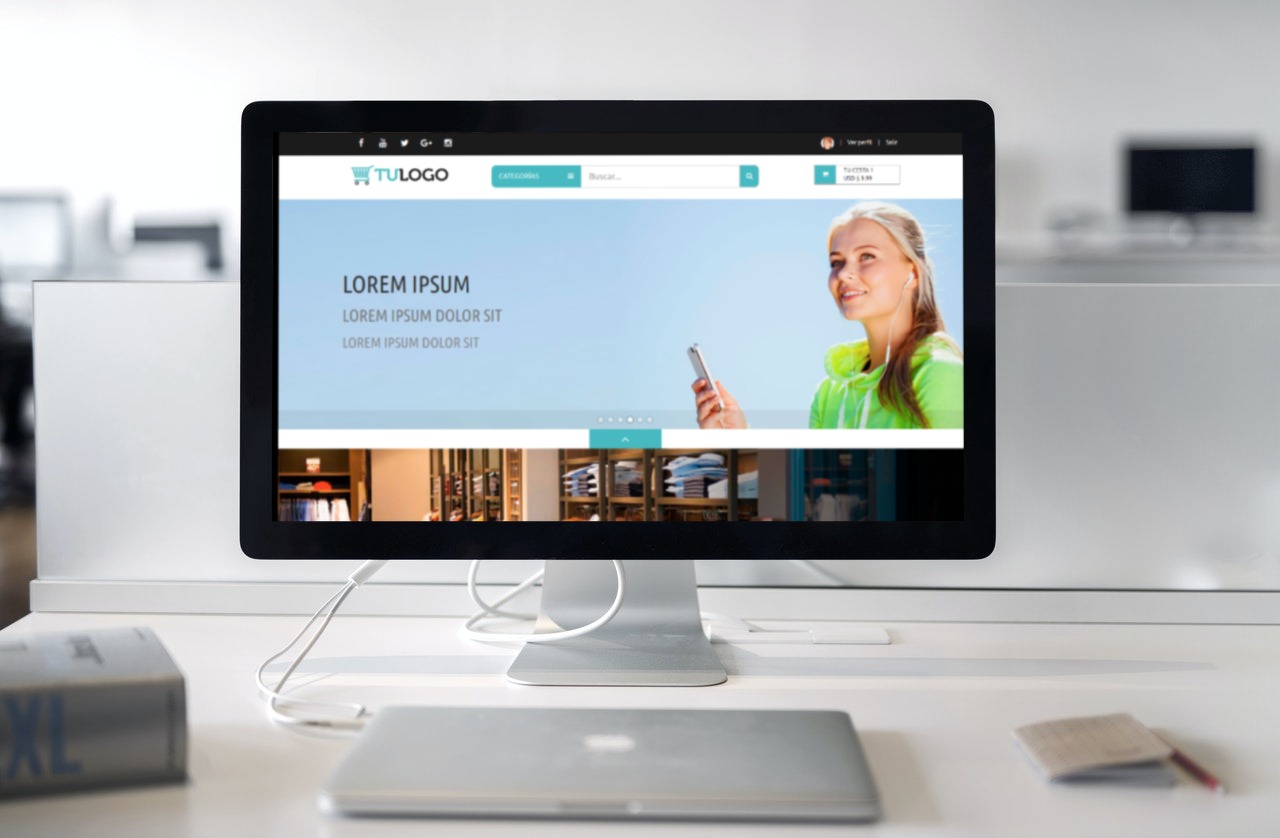 Ver perfil | Salir
TULOGO
CATEGORÍAS
Buscar...
TU CESTA 1
USD $ 9.99
LOREM IPSUM
LOREM IPSUM DOLOR SIT
LOREM IPSUM DOLOR SIT
XL